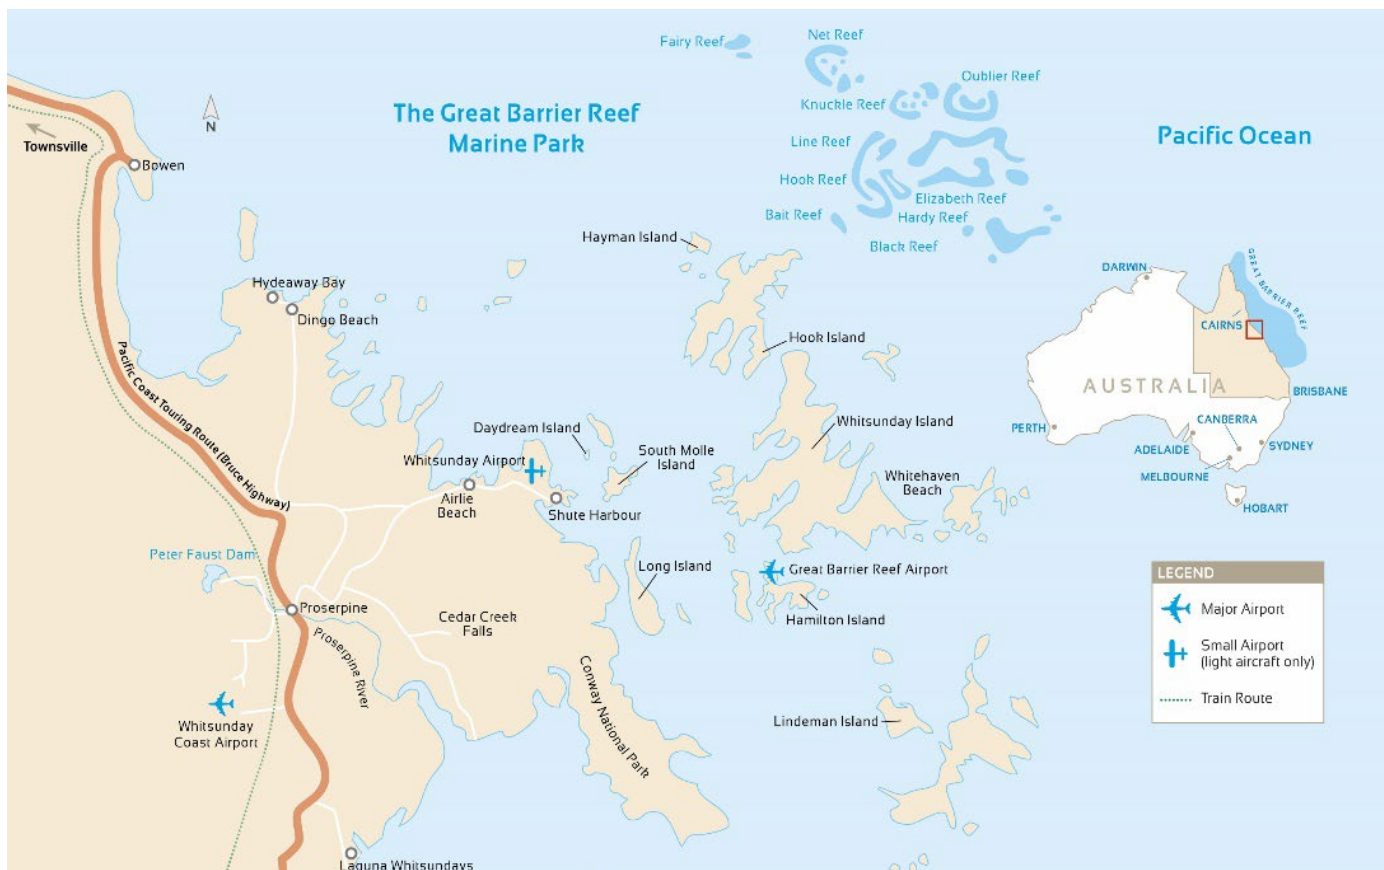 Fairy Reef
Net Reef
Oublier Reef
Knuckle Reef
The Great Barrier Reef
Marine Park
Pacific Ocean
N
Townsville
Bowen
Line Reef
Hook Reef
Elizabeth Reef
Bait Reef
Hardy Reef
Black Reef
Hayman Island
Hydeaway Bay
Dingo Beach
Hook Island
Pacific Coast Touring Route (Bruce Highway)
Daydream Island
Whitsunday Island
Whitsunday Airport
South Molle
Island
Whitehaven
Beach
Airlie
Beach
Shute Harbour
Peter Faust Dam
Long Island
Great Barrier Reef Airport
Proserpine
Hamilton Island
Cedar Creek
Falls
Proserpine River
Conway National Park
Whitsunday
Coast Airport
Lindeman Island
Laguna Whitsundays
DARWIN
GREAT BARRIER REEF
CAIRNS
AUSTRALIA
BRISBANE
PERTH
CANBERRA
ADELAIDE
SYDNEY
MELBOURNE
HOBART
LEGEND
Major Airport
Small Airport
(light aircraft only)
Train Route